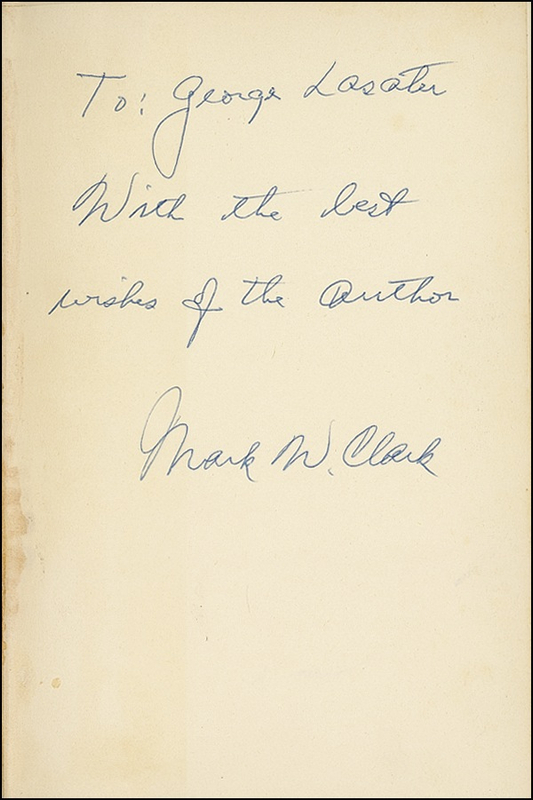 To: George Lasater
With the best
wishes of the author
Mark W. Clark